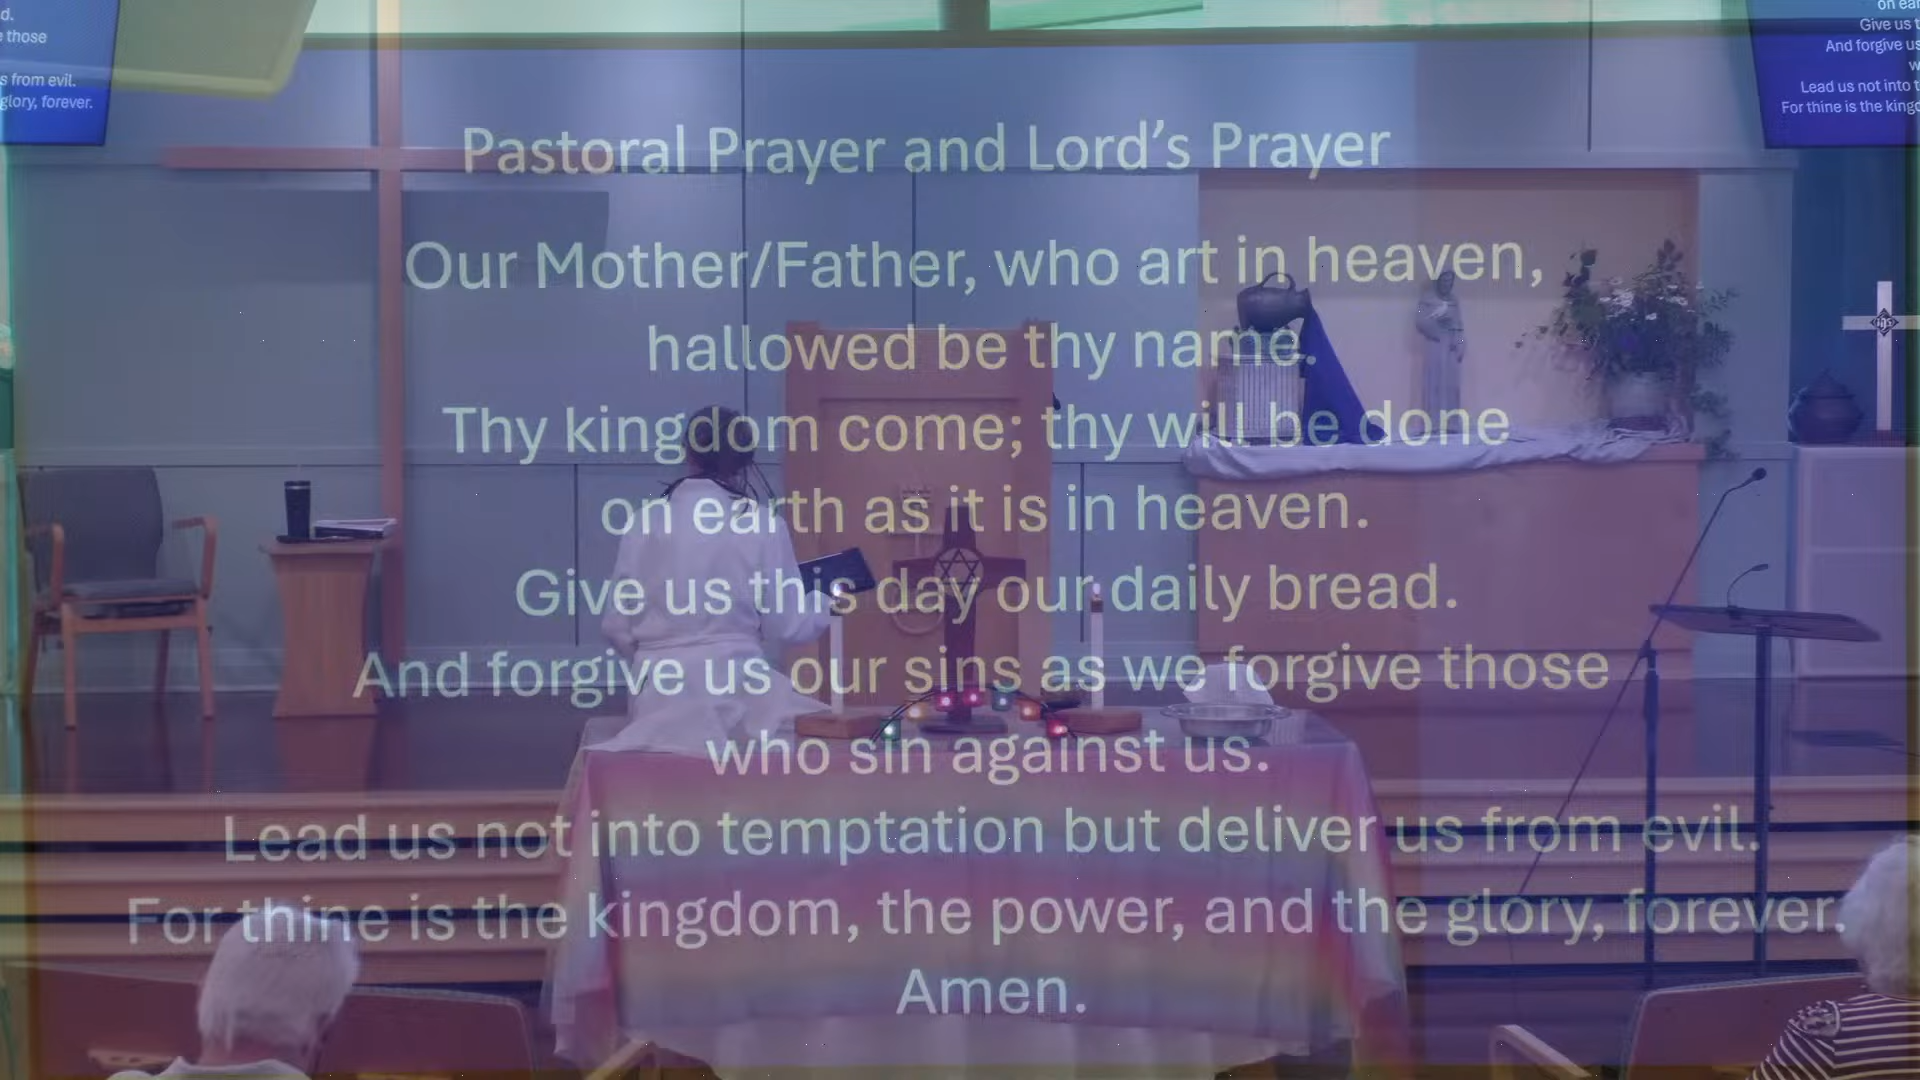 Pastoral Prayer and Lord's Prayer
Our Mother/Father, who art in heaven,
hallowed be thy name.
Thy kingdom come; thy will be done
on earth as it is in heaven.
Give us this day our daily bread.
And forgive us our sins as we forgive those
who sin against us.
Lead us not into temptation but deliver us from evil.
For thine is the kingdom, the power, and the glory, forever.
Amen.
d.
those
s from evil.
glory, forever.
on ear
Give us t
And forgive us
w
Lead us not into t
For thine is the kingd
ihs